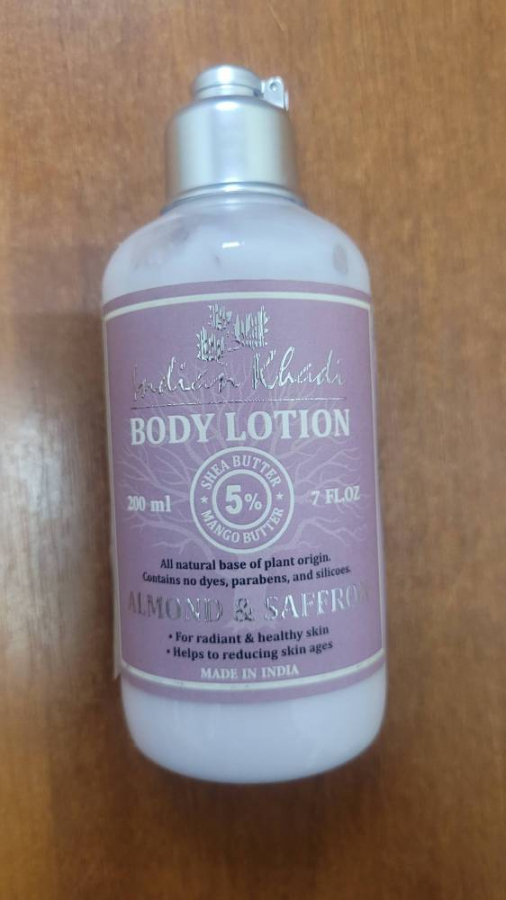 Indian Khadi
BODY LOTION
SHEA BUTTER
200 ml
5%
7 FL.OZ
MANGO BUTTER
All natural base of plant origin.
Contains no dyes, parabens, and silicoes.
ALMOND & SAFFRON
• For radiant & healthy skin
• Helps to reducing skin ages
MADE IN INDIA